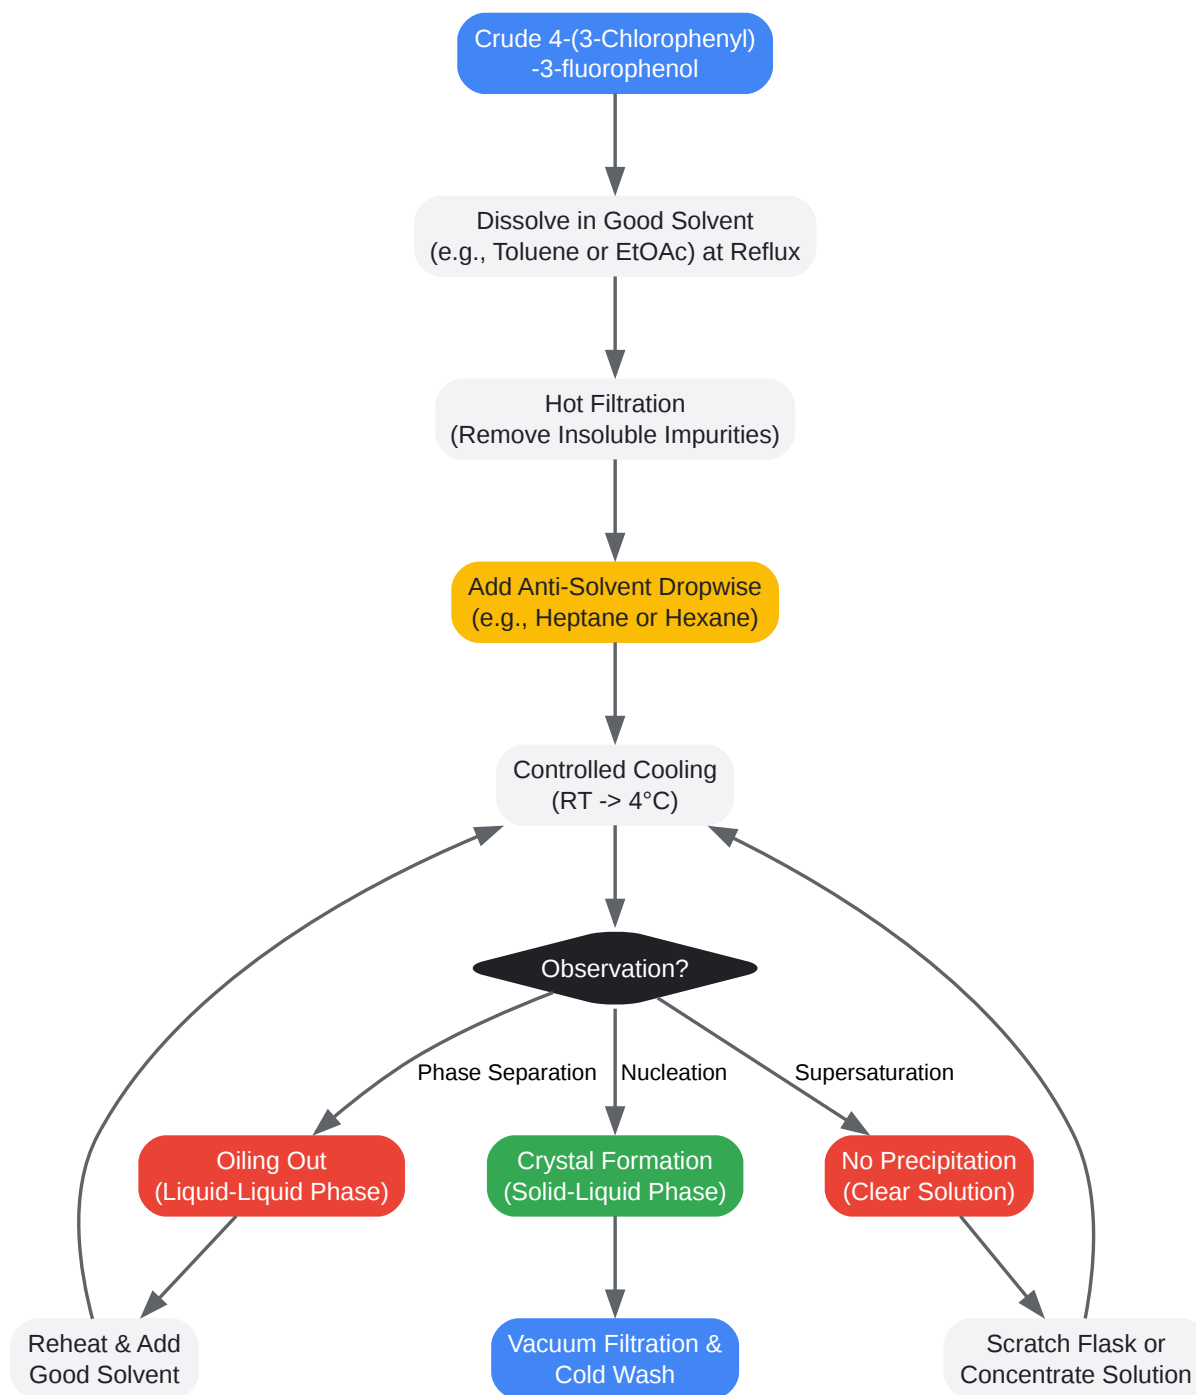 Crude 4-(3-Chlorophenyl)
-3-fluorophenol
Dissolve in Good Solvent
(e.g., Toluene or EtOAc) at Reflux
Hot Filtration
(Remove Insoluble Impurities)
Add Anti-Solvent Dropwise
(e.g., Heptane or Hexane)
Controlled Cooling
(RT -> 4°C)
Observation?
Phase Separation
Nucleation
Supersaturation
Oiling Out
(Liquid-Liquid Phase)
Crystal Formation
(Solid-Liquid Phase)
No Precipitation
(Clear Solution)
Reheat & Add
Good Solvent
Vacuum Filtration &
Cold Wash
Scratch Flask or
Concentrate Solution